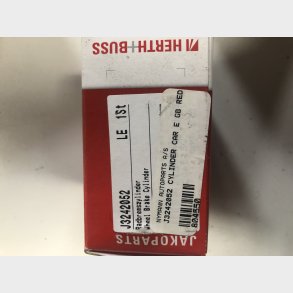 HERTH+BUSS
LE 1St
J3242052
Radbremszylinder
Wheel Brake Cylinder
NYMANN AUTOPARTS A/S
J3242052 CYLINDER CAR E GB RED
JAKOPARTS